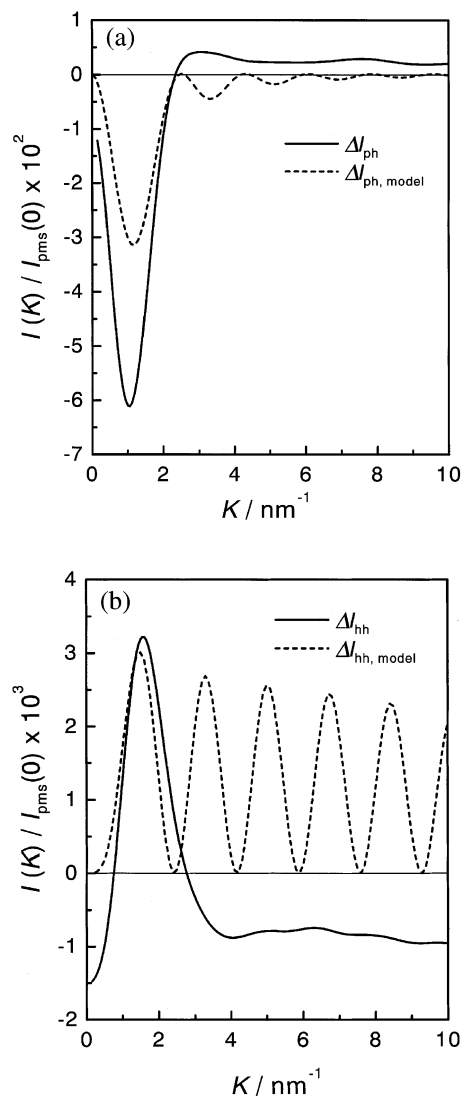 (a)
1
0
-1
-2
-3
-4
-5
-6
-7
I (K) / I_pms(0) x 10^2
ΔI_ph
ΔI_ph, model
0 2 4 6 8 10
K / nm^-1
(b)
4
3
2
1
0
-1
-2
I (K) / I_pms(0) x 10^3
ΔI_hh
ΔI_hh, model
0 2 4 6 8 10
K / nm^-1